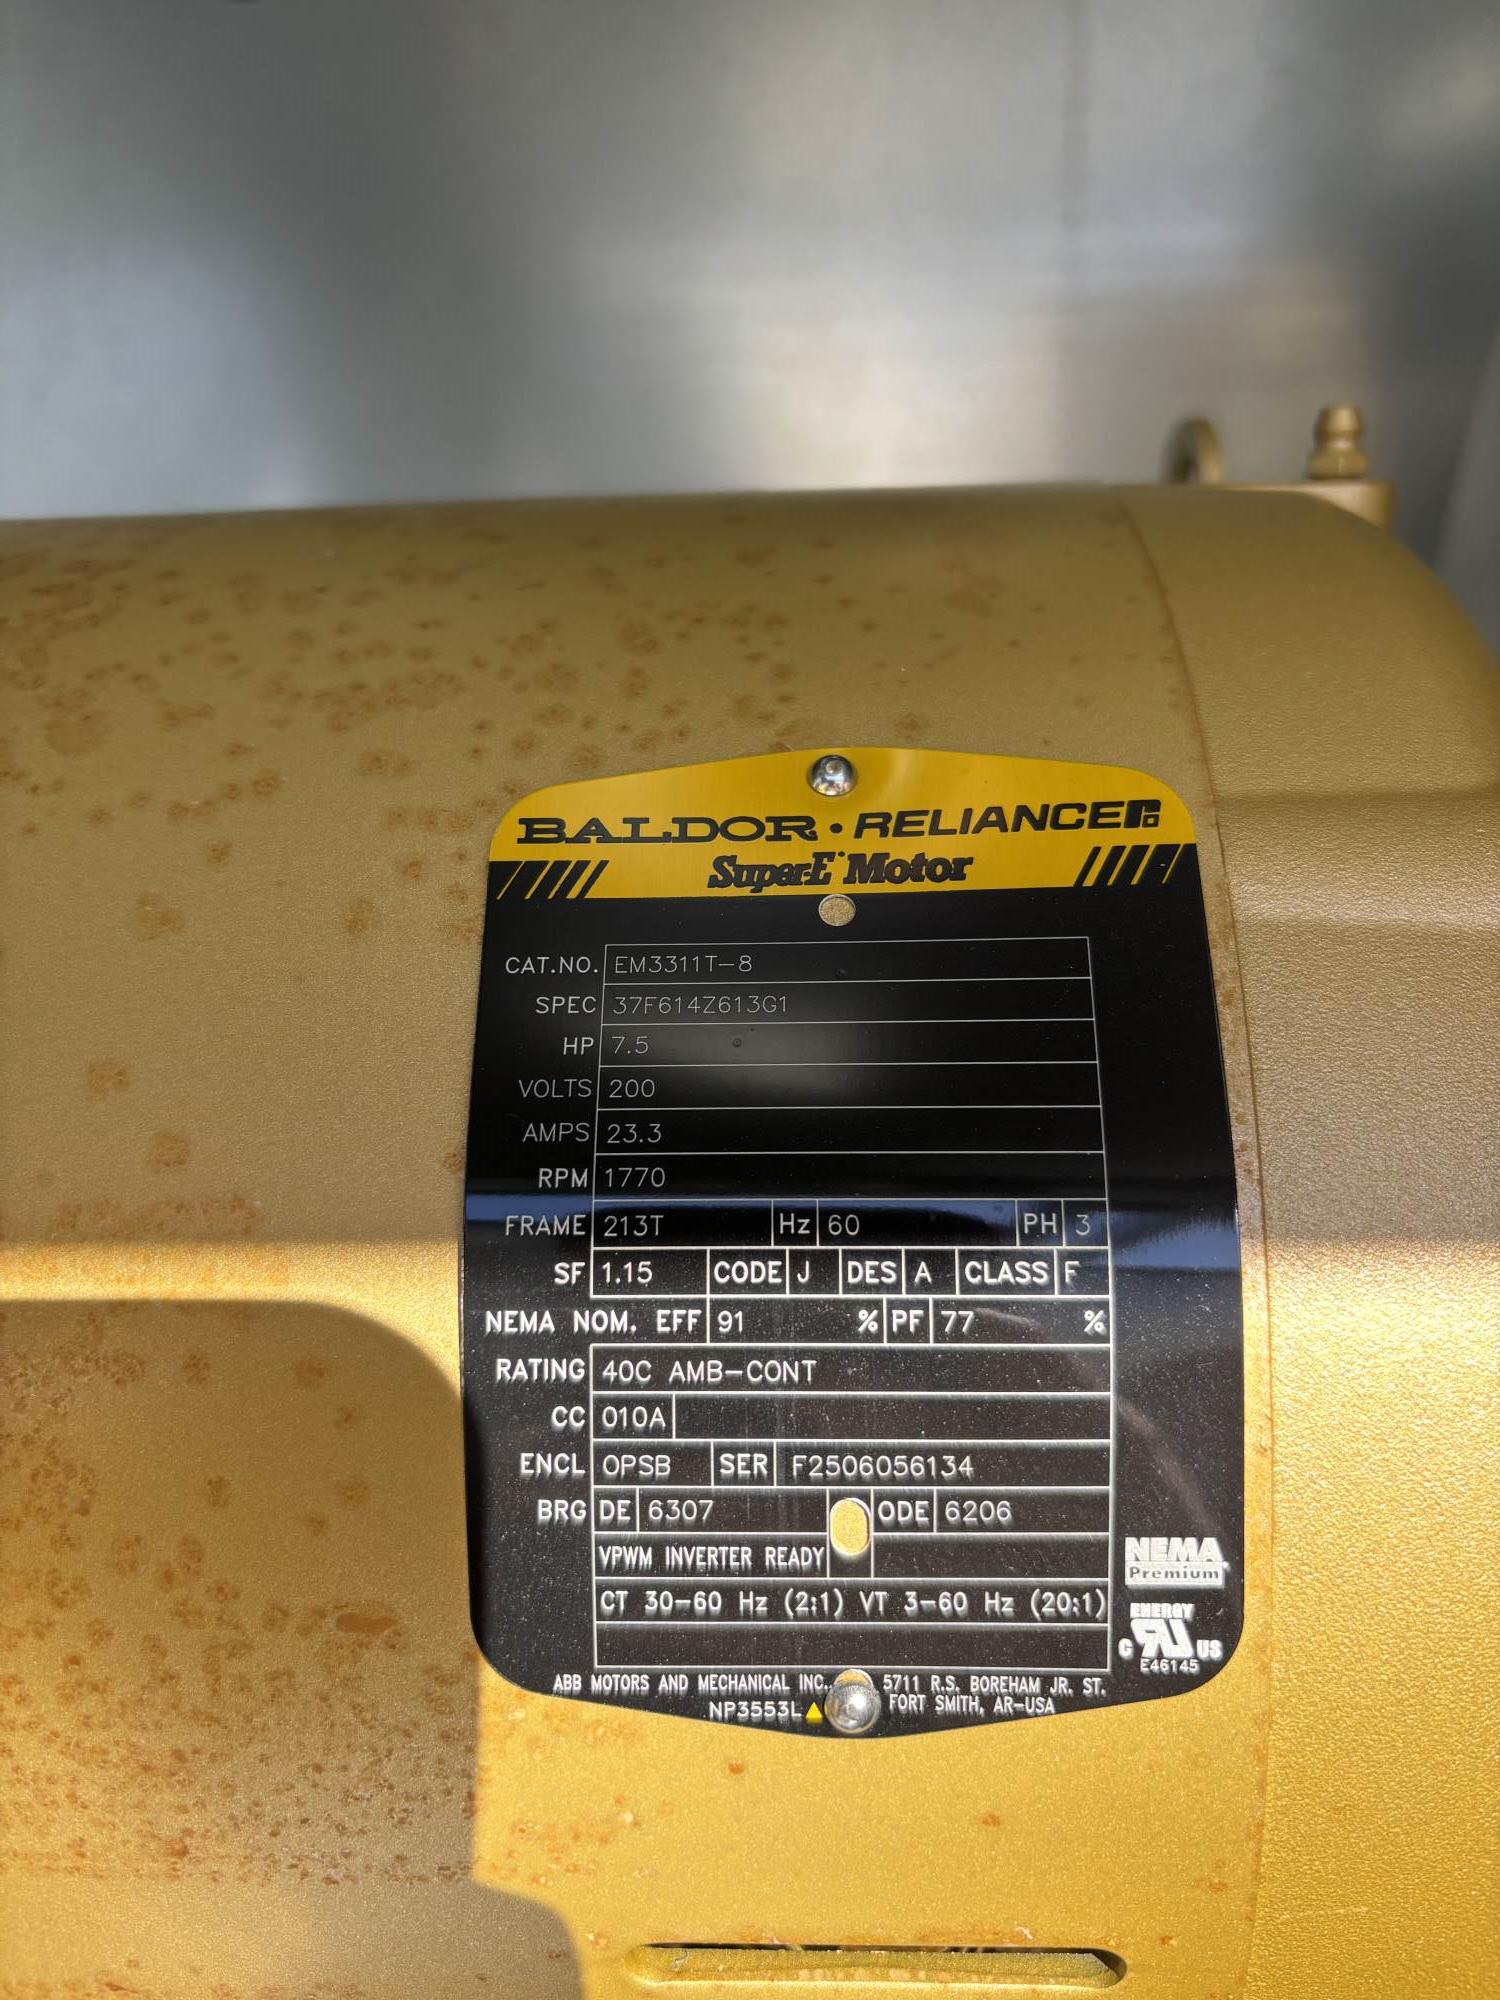 BALDOR • RELIANCE
Super-E Motor
CAT.NO. EM3311T-8
SPEC 37F614Z613G1
HP 7.5
VOLTS 200
AMPS 23.3
RPM 1770
FRAME 213T Hz 60 PH 3
SF 1.15 CODE J DES A CLASS F
NEMA NOM. EFF 91 % PF 77 %
RATING 40C AMB-CONT
CC 010A
ENCL OPSB SER F2506056134
BRG DE 6307 ODE 6206
VPWM INVERTER READY
CT 30-60 Hz (2:1) VT 3-60 Hz (20:1)
NEMA
Premium
ENERGY
C US
E46145
ABB MOTORS AND MECHANICAL INC. 5711 R.S. BOREHAM JR. ST.
NP3553L FORT SMITH, AR-USA